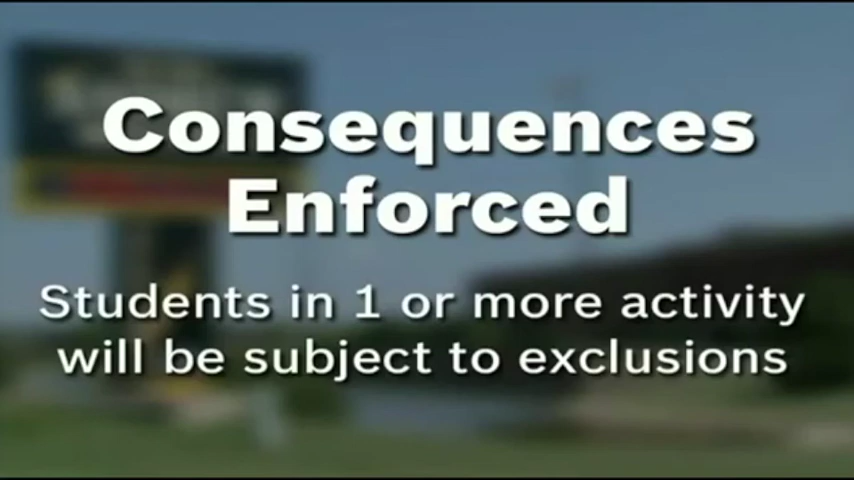 Consequences
Enforced
Students in 1 or more activity
will be subject to exclusions